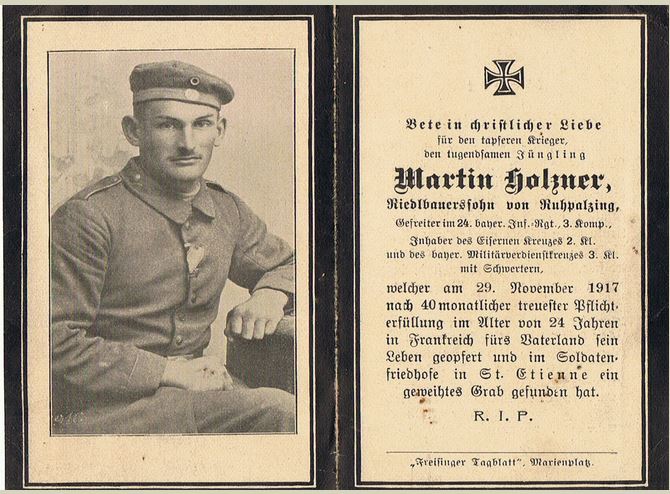 Bete in christlicher Liebe
für den tapferen Krieger,
den tugendsamen Jüngling
Martin Holzner,
Riedlbauerssohn von Ruhpalzing,
Gefreiter im 24. bayer. Inf.-Rgt., 3. Komp.,
Inhaber des Eisernen Kreuzes 2. Kl.
und des bayer. Militärverdienstkreuzes 3. Kl.
mit Schwertern,
welcher am 29. November 1917
nach 40 monatlicher treuester Pflicht-
erfüllung im Alter von 24 Jahren
in Frankreich fürs Vaterland sein
Leben geopfert und im Soldaten-
friedhofe in St. Etienne ein
geweihtes Grab gefunden hat.
R. I. P.
„Freisinger Tagblatt", Marienplatz.